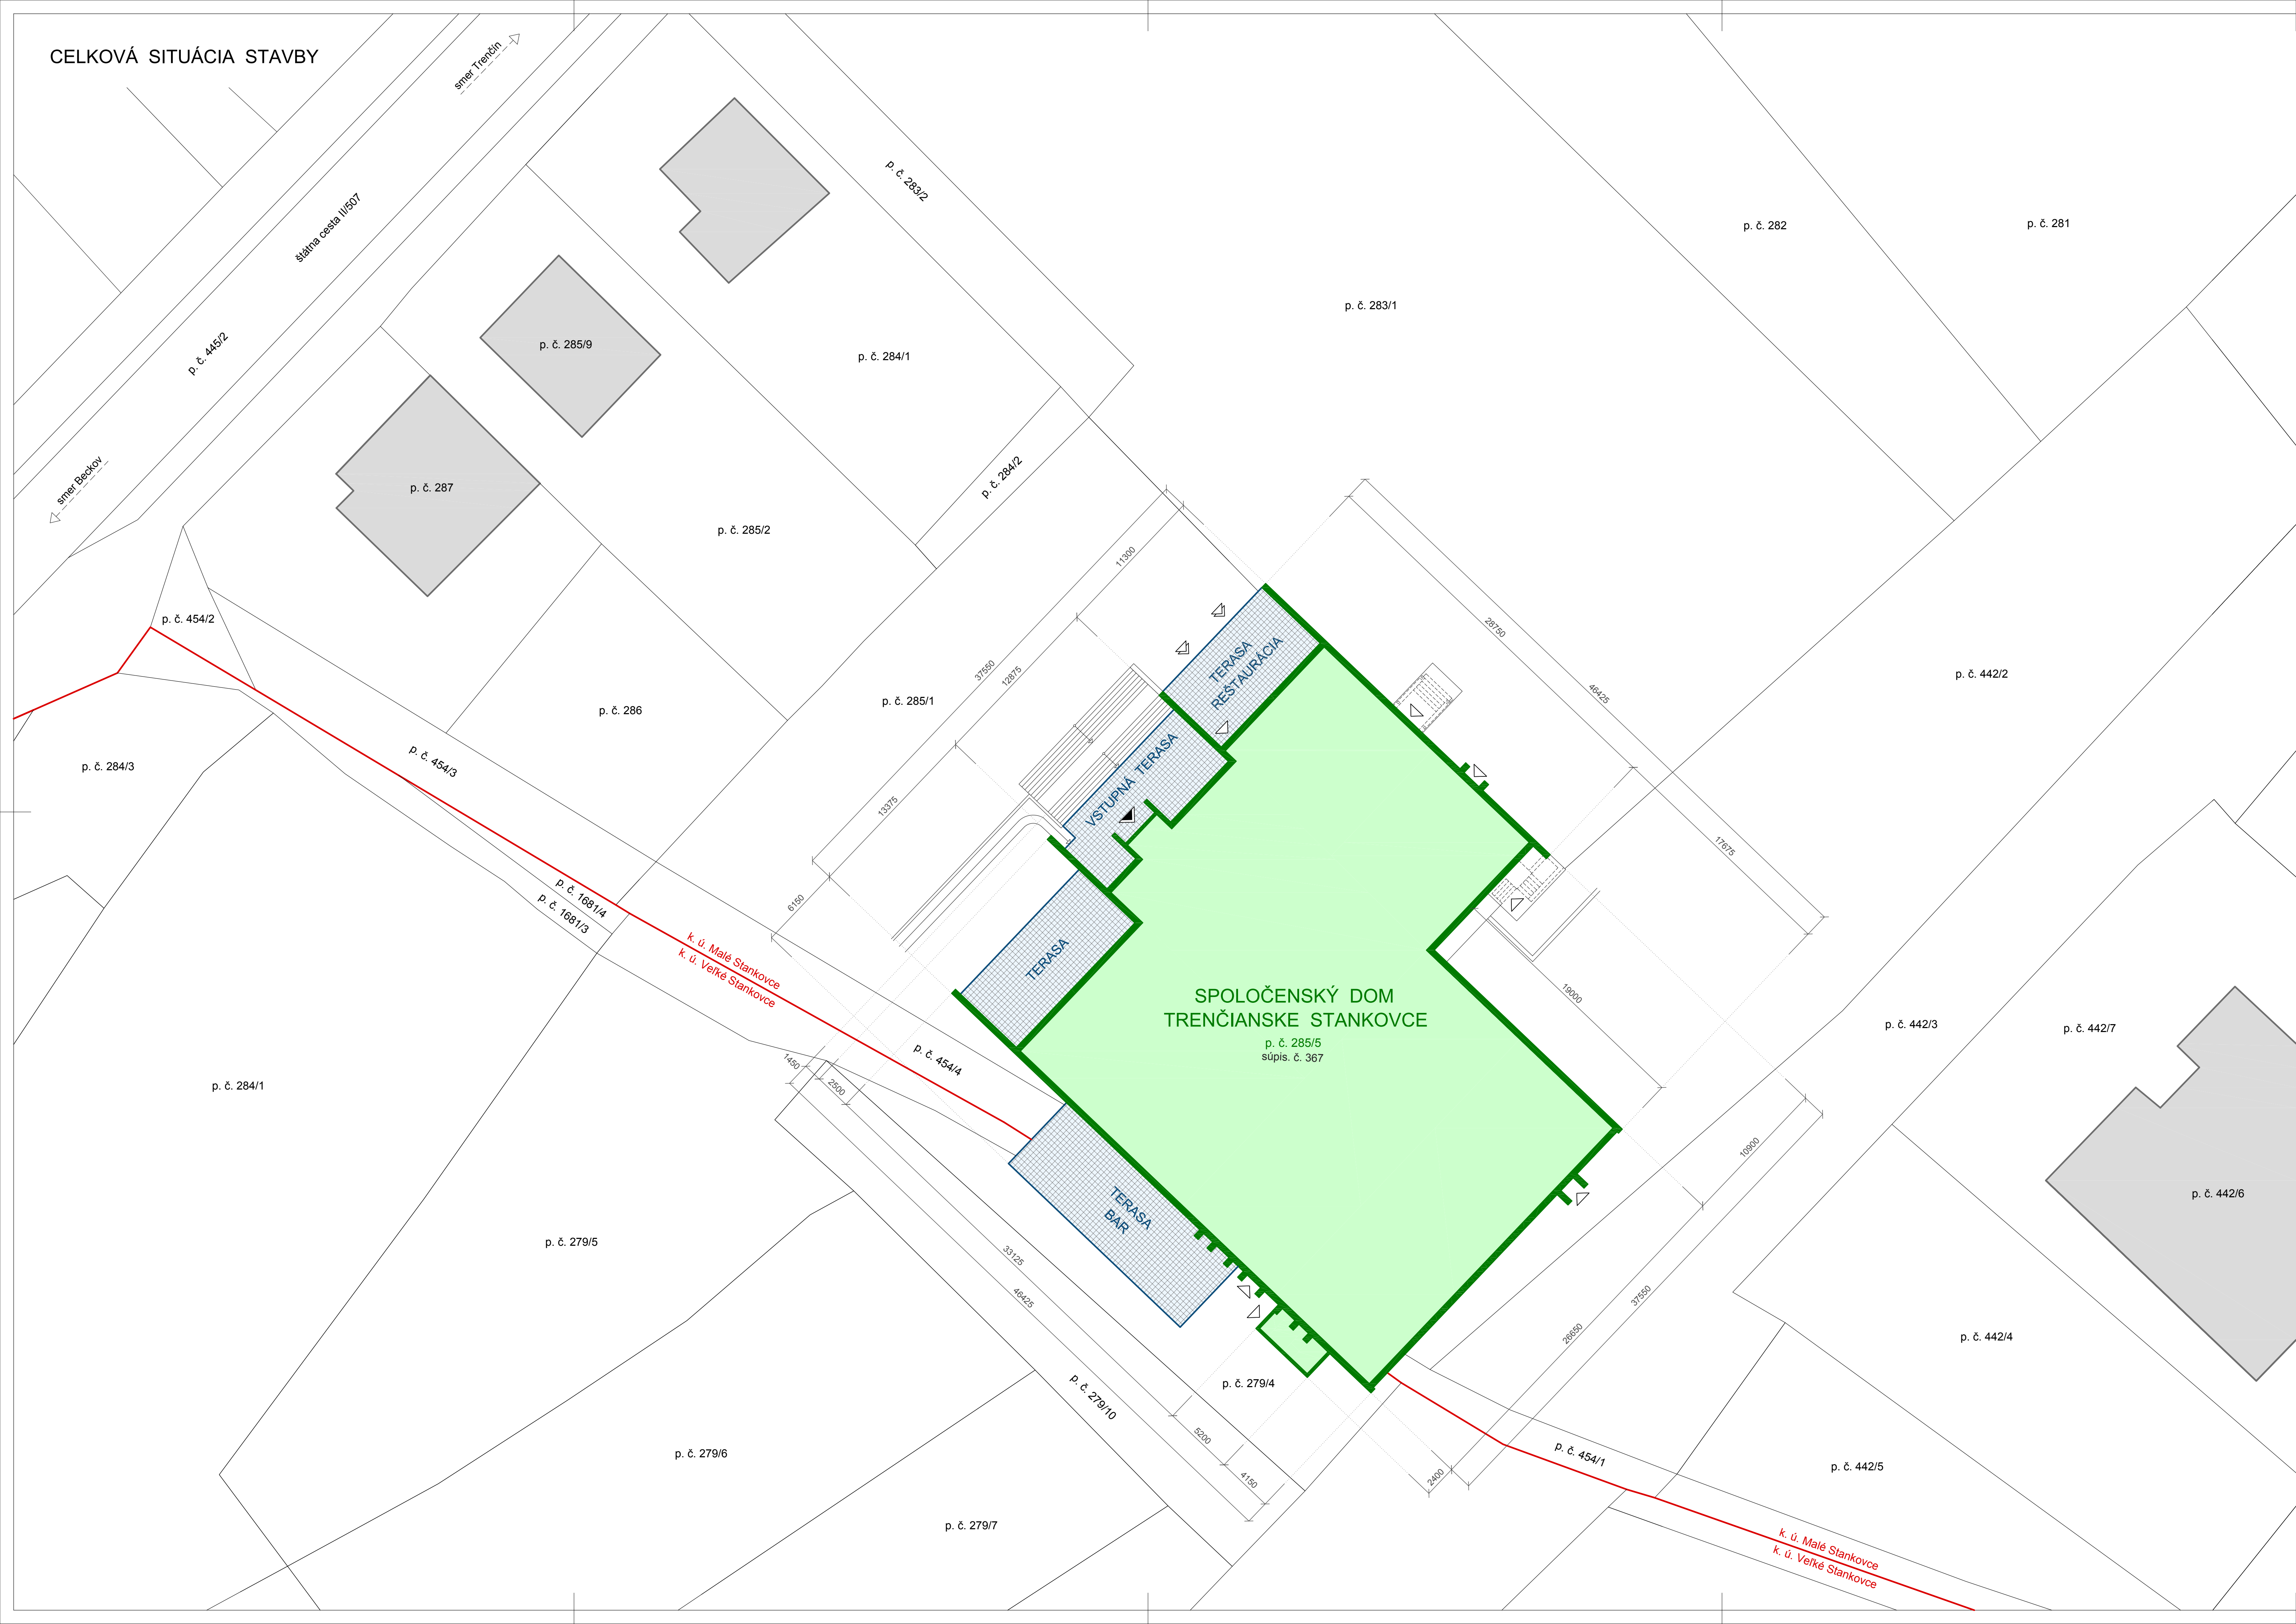 CELKOVÁ SITUÁCIA STAVBY
smer Trenčín
štátna cesta II/507
p. č. 445/2
smer Beckov
p. č. 283/2
p. č. 282
p. č. 281
p. č. 283/1
p. č. 285/9
p. č. 284/1
p. č. 287
p. č. 284/2
p. č. 285/2
11300
28750
p. č. 454/2
37550
12875
46425
TERASA
REŠTAURÁCIA
p. č. 442/2
p. č. 285/1
p. č. 286
p. č. 284/3
p. č. 454/3
VSTUPNÁ TERASA
13375
17675
6150
p. č. 1681/4
p. č. 1681/3
k. ú. Malé Stankovce
k. ú. Veľké Stankovce
TERASA
19000
SPOLOČENSKÝ DOM
TRENČIANSKE STANKOVCE
p. č. 285/5
súpis. č. 367
p. č. 442/3
p. č. 442/7
p. č. 454/4
1450
2500
p. č. 284/1
10900
p. č. 442/6
TERASA
BAR
p. č. 279/5
33125
46425
37550
26650
p. č. 442/4
p. č. 279/4
p. č. 279/10
5200
4150
2400
p. č. 279/6
p. č. 454/1
p. č. 442/5
p. č. 279/7
k. ú. Malé Stankovce
k. ú. Veľké Stankovce